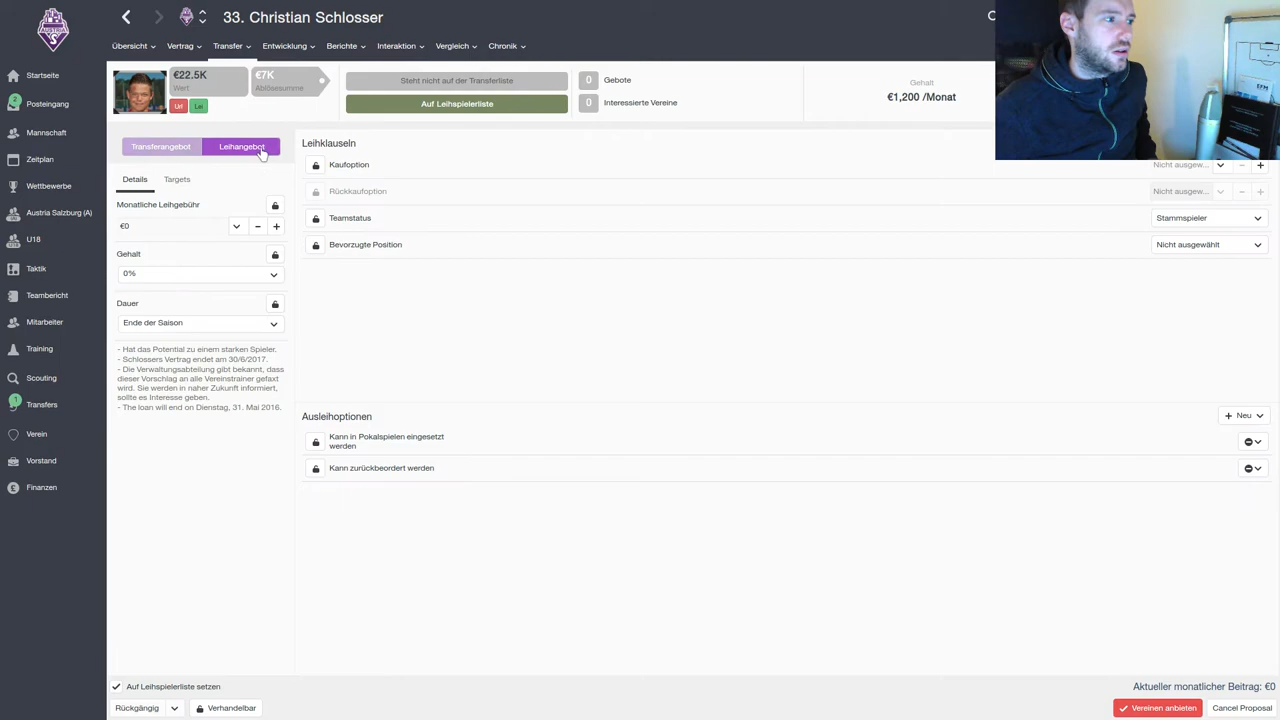 33. Christian Schlosser
Übersicht
Vertrag
Transfer
Entwicklung
Berichte
Interaktion
Vergleich
Chronik
AUSTRIA
S
Startseite
Posteingang
Mannschaft
Zeitplan
Wettbewerbe
Austria Salzburg (A)
U18
Taktik
Teambericht
Mitarbeiter
Training
Scouting
1
Transfers
Verein
Vorstand
Finanzen
€22.5K
Wert
€7K
Ablösesumme
Url
Lei
Steht nicht auf der Transferliste
Auf Leihspielerliste
0 Gebote
0 Interessierte Vereine
Gehalt
€1,200 /Monat
Transferangebot
Leihangebot
Details
Targets
Monatliche Leihgebühr
€0
Gehalt
0%
Dauer
Ende der Saison
- Hat das Potential zu einem starken Spieler.
- Schlossers Vertrag endet am 30/6/2017.
- Die Verwaltungsabteilung gibt bekannt, dass
dieser Vorschlag an alle Vereinstrainer gefaxt
wird. Sie werden in naher Zukunft informiert,
sollte es Interesse geben.
- The loan will end on Dienstag, 31. Mai 2016.
Leihklauseln
Kaufoption
Nicht ausgew...
Rückkaufoption
Nicht ausgew...
Teamstatus
Stammspieler
Bevorzugte Position
Nicht ausgewählt
Ausleihoptionen
Neu
Kann in Pokalspielen eingesetzt
werden
Kann zurückbeordert werden
Auf Leihspielerliste setzen
Aktueller monatlicher Beitrag: €0
Rückgängig
Verhandelbar
Vereinen anbieten
Cancel Proposal